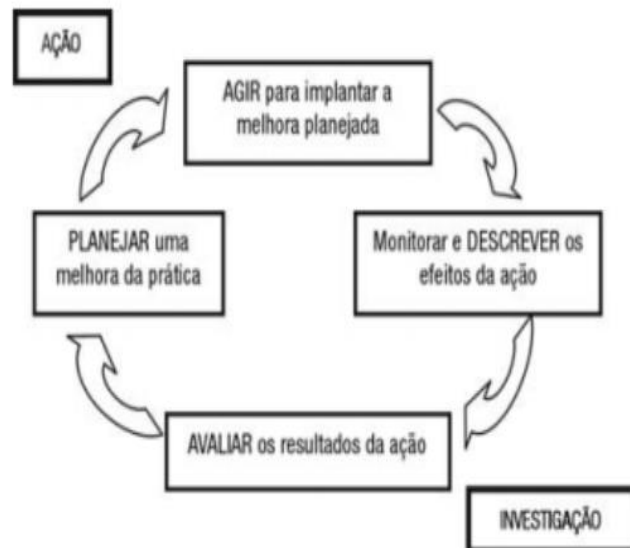 AÇÃO
AGIR para implantar a
melhora planejada
PLANEJAR uma
melhora da prática
Monitorar e DESCREVER os
efeitos da ação
AVALIAR os resultados da ação
INVESTIGAÇÃO